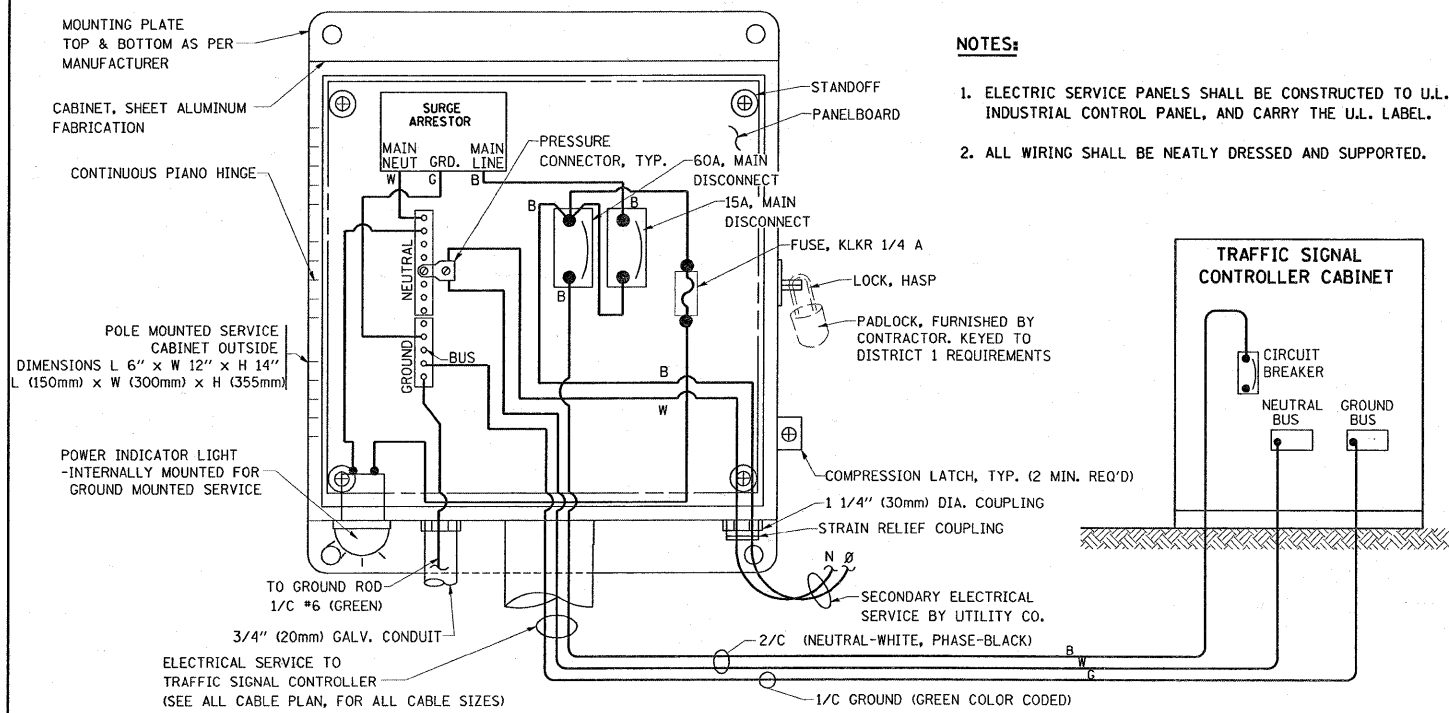 MOUNTING PLATE
TOP & BOTTOM AS PER
MANUFACTURER
CABINET, SHEET ALUMINUM
FABRICATION
CONTINUOUS PIANO HINGE
POLE MOUNTED SERVICE
CABINET OUTSIDE
DIMENSIONS L 6" x W 12" x H 14"
L (150mm) x W (300mm) x H (355mm)
POWER INDICATOR LIGHT
-INTERNALLY MOUNTED FOR
GROUND MOUNTED SERVICE
SURGE
ARRESTOR
MAIN
NEUT
GRD.
MAIN
LINE
W
G
B
PRESSURE
CONNECTOR, TYP.
NEUTRAL
GROUND
BUS
B
B
B
B
W
STANDOFF
PANELBOARD
60A, MAIN
DISCONNECT
15A, MAIN
DISCONNECT
FUSE, KLKR 1/4 A
LOCK, HASP
PADLOCK, FURNISHED BY
CONTRACTOR. KEYED TO
DISTRICT 1 REQUIREMENTS
COMPRESSION LATCH, TYP. (2 MIN. REQ'D)
1 1/4" (30mm) DIA. COUPLING
STRAIN RELIEF COUPLING
N Ø
SECONDARY ELECTRICAL
SERVICE BY UTILITY CO.
TO GROUND ROD
1/C #6 (GREEN)
3/4" (20mm) GALV. CONDUIT
ELECTRICAL SERVICE TO
TRAFFIC SIGNAL CONTROLLER
(SEE ALL CABLE PLAN, FOR ALL CABLE SIZES)
2/C (NEUTRAL-WHITE, PHASE-BLACK)
B
W
G
1/C GROUND (GREEN COLOR CODED)
NOTES:
1. ELECTRIC SERVICE PANELS SHALL BE CONSTRUCTED TO U.L.
INDUSTRIAL CONTROL PANEL, AND CARRY THE U.L. LABEL.
2. ALL WIRING SHALL BE NEATLY DRESSED AND SUPPORTED.
TRAFFIC SIGNAL
CONTROLLER CABINET
CIRCUIT
BREAKER
NEUTRAL
BUS
GROUND
BUS